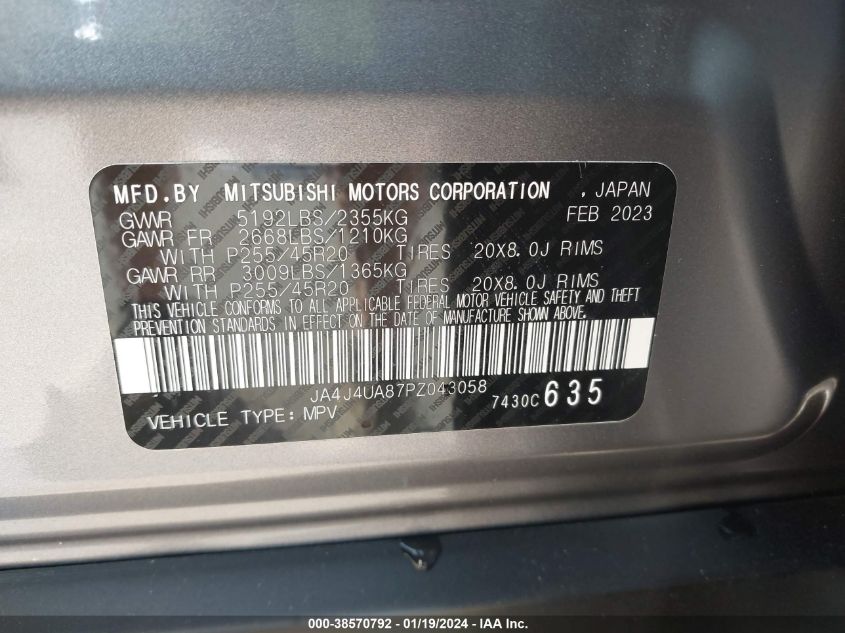 MFD.BY MITSUBISHI MOTORS CORPORATION , JAPAN
GVWR 5192LBS/2355KG FEB 2023
GAWR FR 2668LBS/1210KG
WITH P255/45R20 TIRES 20X8.0J RIMS
GAWR RR 3009LBS/1365KG
WITH P255/45R20 TIRES 20X8.0J RIMS
THIS VEHICLE CONFORMS TO ALL APPLICABLE FEDERAL MOTOR VEHICLE SAFETY AND THEFT
PREVENTION STANDARDS IN EFFECT ON THE DATE OF MANUFACTURE SHOWN ABOVE.
JA4J4UA87PZ043058
VEHICLE TYPE: MPV 7430C 635
000-38570792 - 01/19/2024 - IAA, Inc.